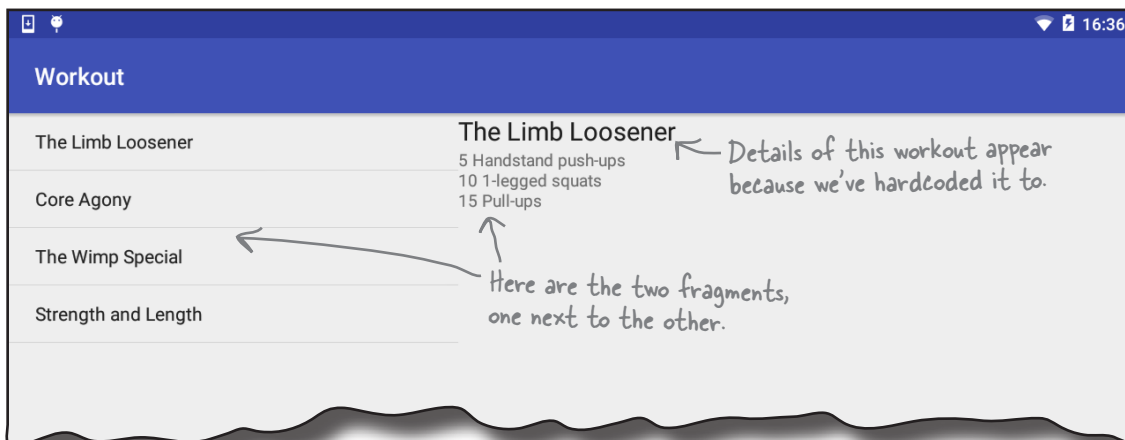 16:36
Workout
The Limb Loosener
Core Agony
The Wimp Special
Strength and Length
The Limb Loosener
5 Handstand push-ups
10 1-legged squats
15 Pull-ups
Details of this workout appear
because we've hardcoded it to.
Here are the two fragments,
one next to the other.